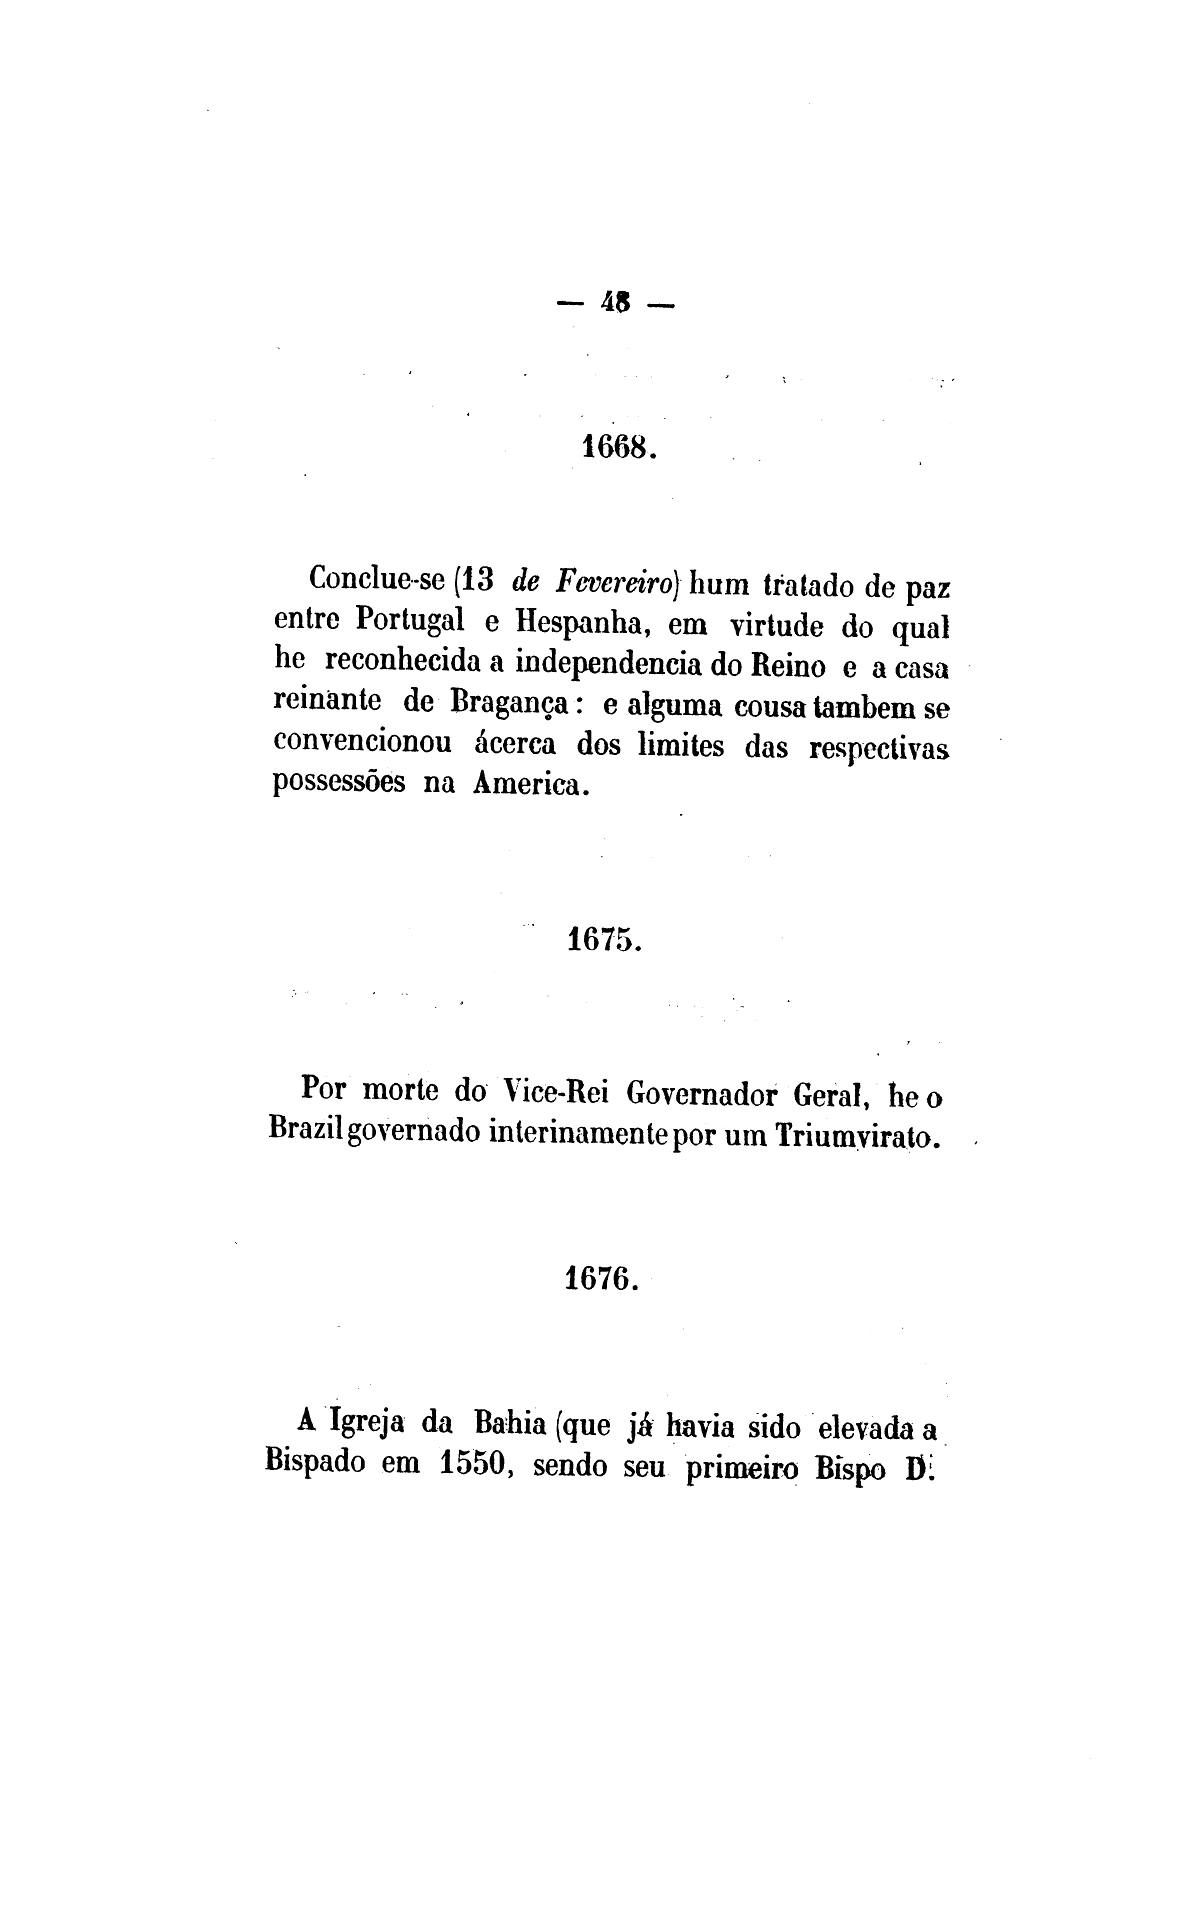 — 48 —
1668.
Conclue-se (13 de Fevereiro) hum tratado de paz
entre Portugal e Hespanha, em virtude do qual
he reconhecida a independencia do Reino e a casa
reinante de Bragança: e alguma cousa tambem se
convencionou ácerca dos limites das respectivas
possessões na America.
1675.
Por morte do Vice-Rei Governador Geral, he o
Brazil governado interinamente por um Triumvirato.
1676.
A Igreja da Bahia (que já havia sido elevada a
Bispado em 1550, sendo seu primeiro Bispo D.